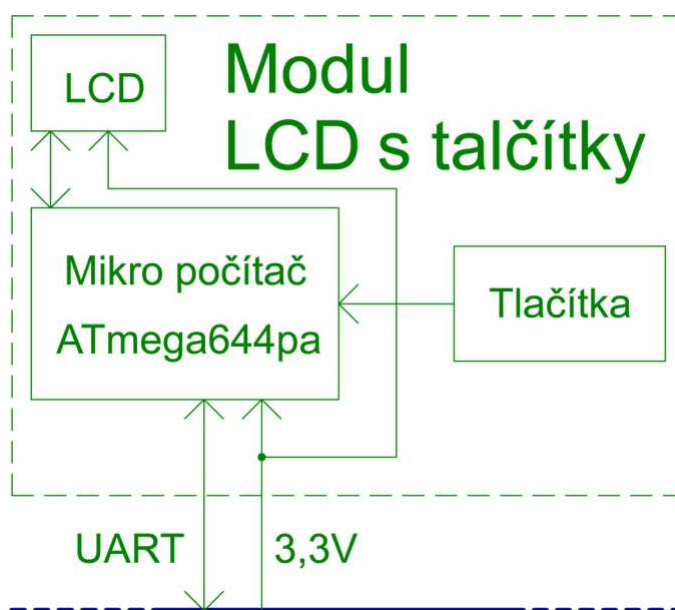 LCD
Modul
LCD s talčítky
Mikro počítač
ATmega644pa
Tlačítka
UART
3,3V